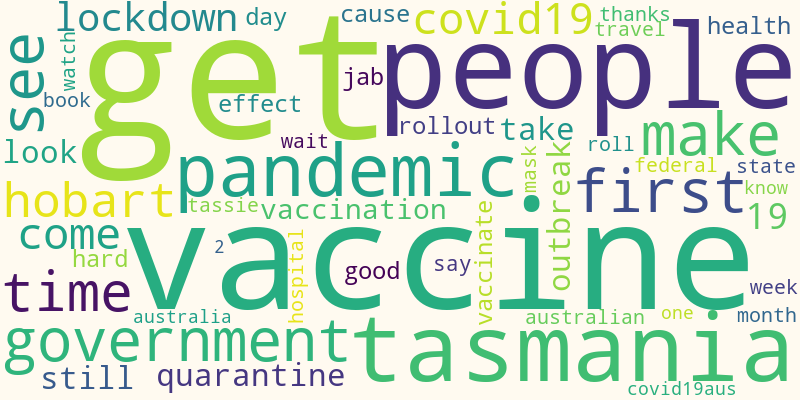 lockdown
day
cause
covid19
thanks
travel
health
see
watch
get
people
book
effect
jab
rollout
take
make
look
wait
roll
pandemic
mask
outbreak
federal
state
hobart
tassie
vaccination
first
know
19
come
vaccine
2
hard
hospital
good
say
vaccinate
time
week
australia
australian
one
month
government
tasmania
still
quarantine
covid19aus